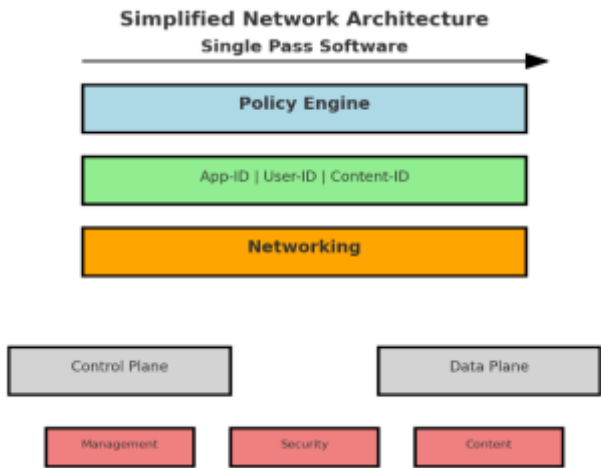 Simplified Network Architecture
Single Pass Software
Policy Engine
App-ID | User-ID | Content-ID
Networking
Control Plane
Data Plane
Management
Security
Content